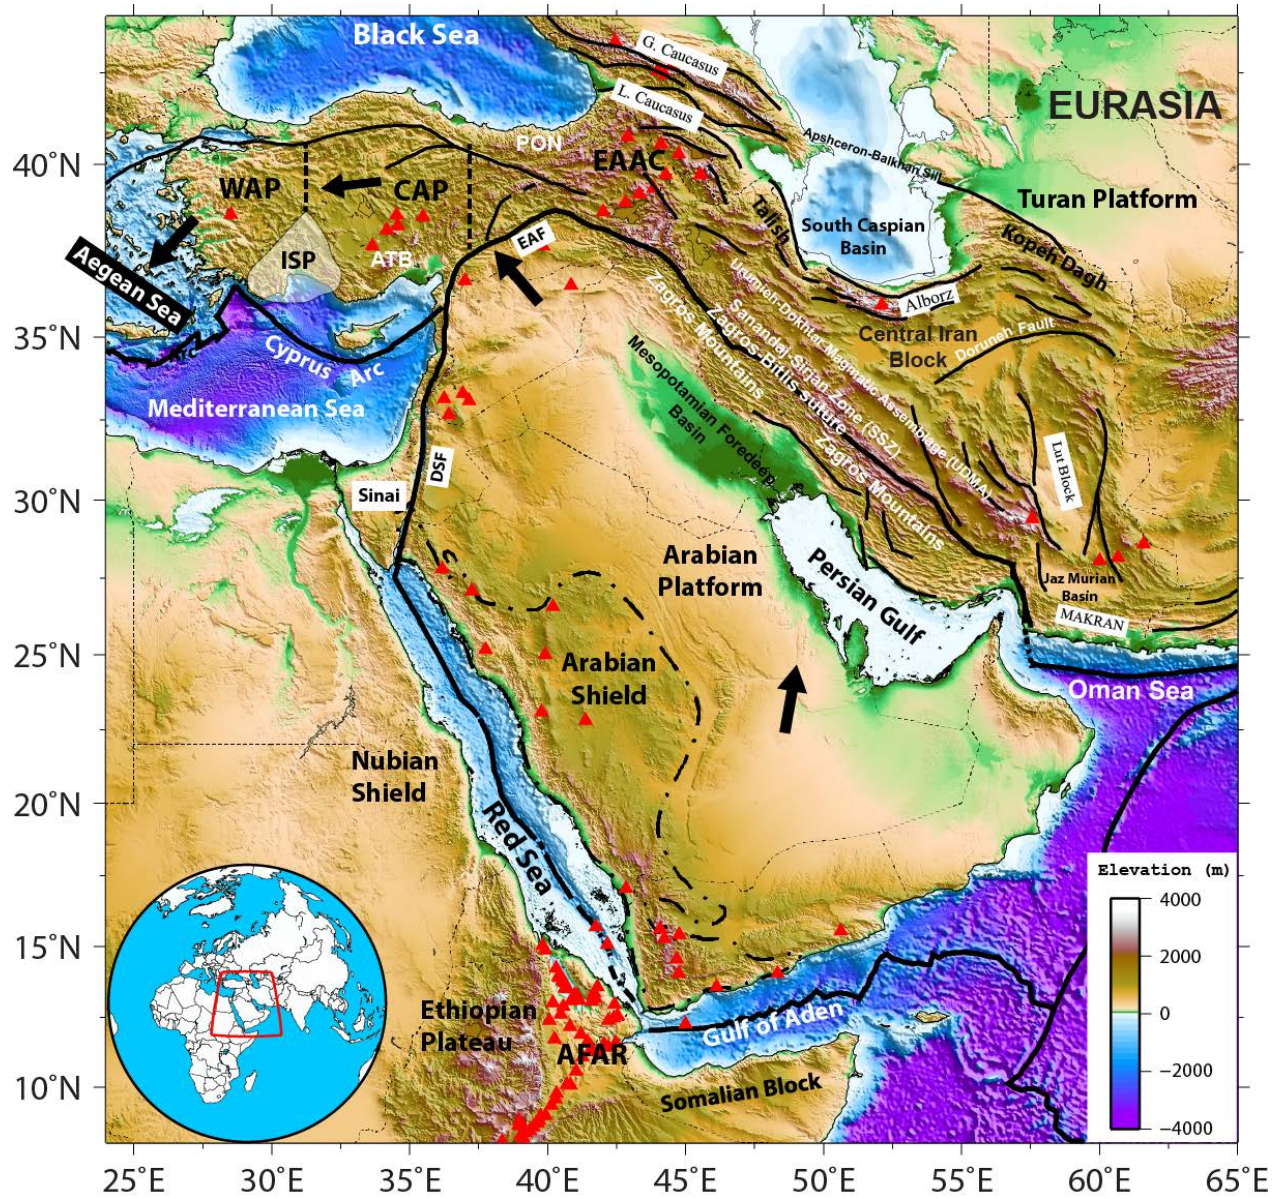 Black Sea
G. Caucasus
L. Caucasus
EURASIA
Apshceron-Balkhan Sill
40°N
PON
EAAC
WAP
CAP
Turan Platform
Talish
South Caspian
Basin
Kopeh Dagh
ISP
ATB
EAF
Aegean Sea
Alborz
Urumieh-Dokhtar Magmatic Assemblage (UDMA)
Sanandaj-Sirjan Zone (SSZ)
Zagros-Bitlis Suture
Zagros Mountains
Zagros Mountains
Central Iran
Block
Doruneh Fault
35°N
Arc
Cyprus Arc
Mesopotamian Foredeep
Basin
Mediterranean Sea
DSF
Lut Block
Sinai
30°N
Arabian
Platform
Persian Gulf
Jaz Murian
Basin
MAKRAN
25°N
Arabian
Shield
Oman Sea
Nubian
Shield
20°N
Red Sea
Elevation (m)
4000
2000
0
−2000
−4000
15°N
Ethiopian
Plateau
AFAR
Gulf of Aden
Somalian Block
10°N
25°E
30°E
35°E
40°E
45°E
50°E
55°E
60°E
65°E